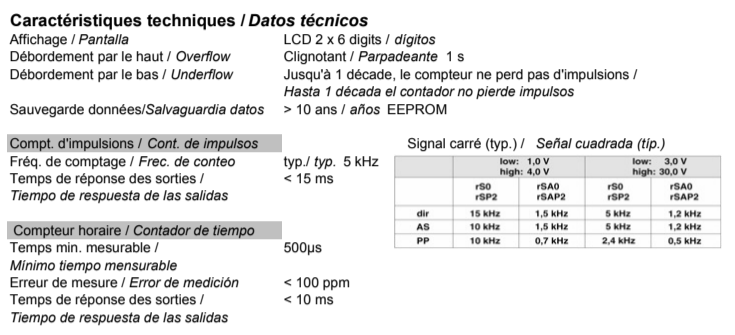 Caractéristiques techniques / Datos técnicos
Affichage / Pantalla LCD 2 x 6 digits / dígitos
Débordement par le haut / Overflow Clignotant / Parpadeante 1 s
Débordement par le bas / Underflow Jusqu'à 1 décade, le compteur ne perd pas d'impulsions /
Hasta 1 década el contador no pierde impulsos
Sauvegarde données/Salvaguardia datos > 10 ans / años EEPROM
Compt. d'impulsions / Cont. de impulsos
Fréq. de comptage / Frec. de conteo typ./ typ. 5 kHz
Temps de réponse des sorties / < 15 ms
Tiempo de respuesta de las salidas
Compteur horaire / Contador de tiempo
Temps min. mesurable / 500µs
Mínimo tiempo mensurable
Erreur de mesure / Error de medición < 100 ppm
Temps de réponse des sorties / < 10 ms
Tiempo de respuesta de las salidas
Signal carré (typ.) / Señal cuadrada (típ.)
low: 1,0 V low: 3,0 V
high: 4,0 V high: 30,0 V
rS0 rSA0 rS0 rSA0
rSP2 rSAP2 rSP2 rSAP2
dir 15 kHz 1,5 kHz 5 kHz 1,2 kHz
AS 10 kHz 1,5 kHz 5 kHz 1,2 kHz
PP 10 kHz 0,7 kHz 2,4 kHz 0,5 kHz